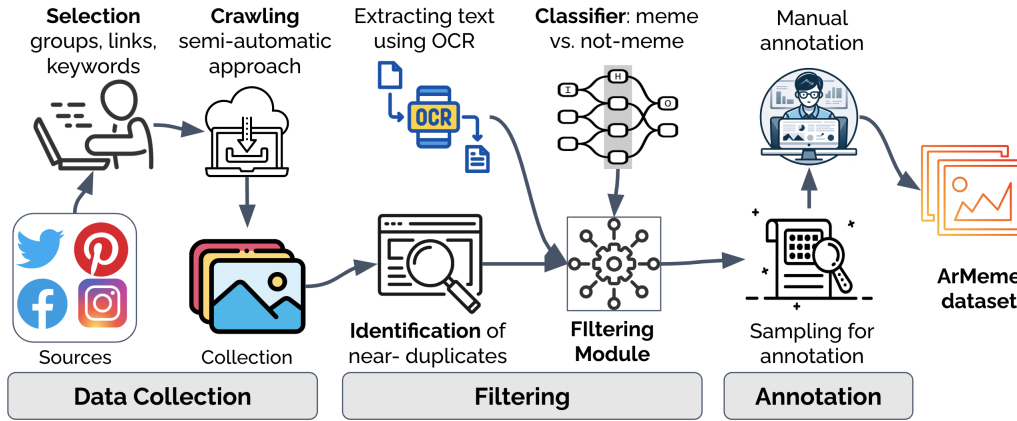 Selection
groups, links,
keywords
Crawling
semi-automatic
approach
Extracting text
using OCR
Classifier: meme
vs. not-meme
Manual
annotation
OCR
I
H
O
Sources
Collection
Identification of
near- duplicates
FIltering
Module
Sampling for
annotation
ArMeme
dataset
Data Collection
Filtering
Annotation